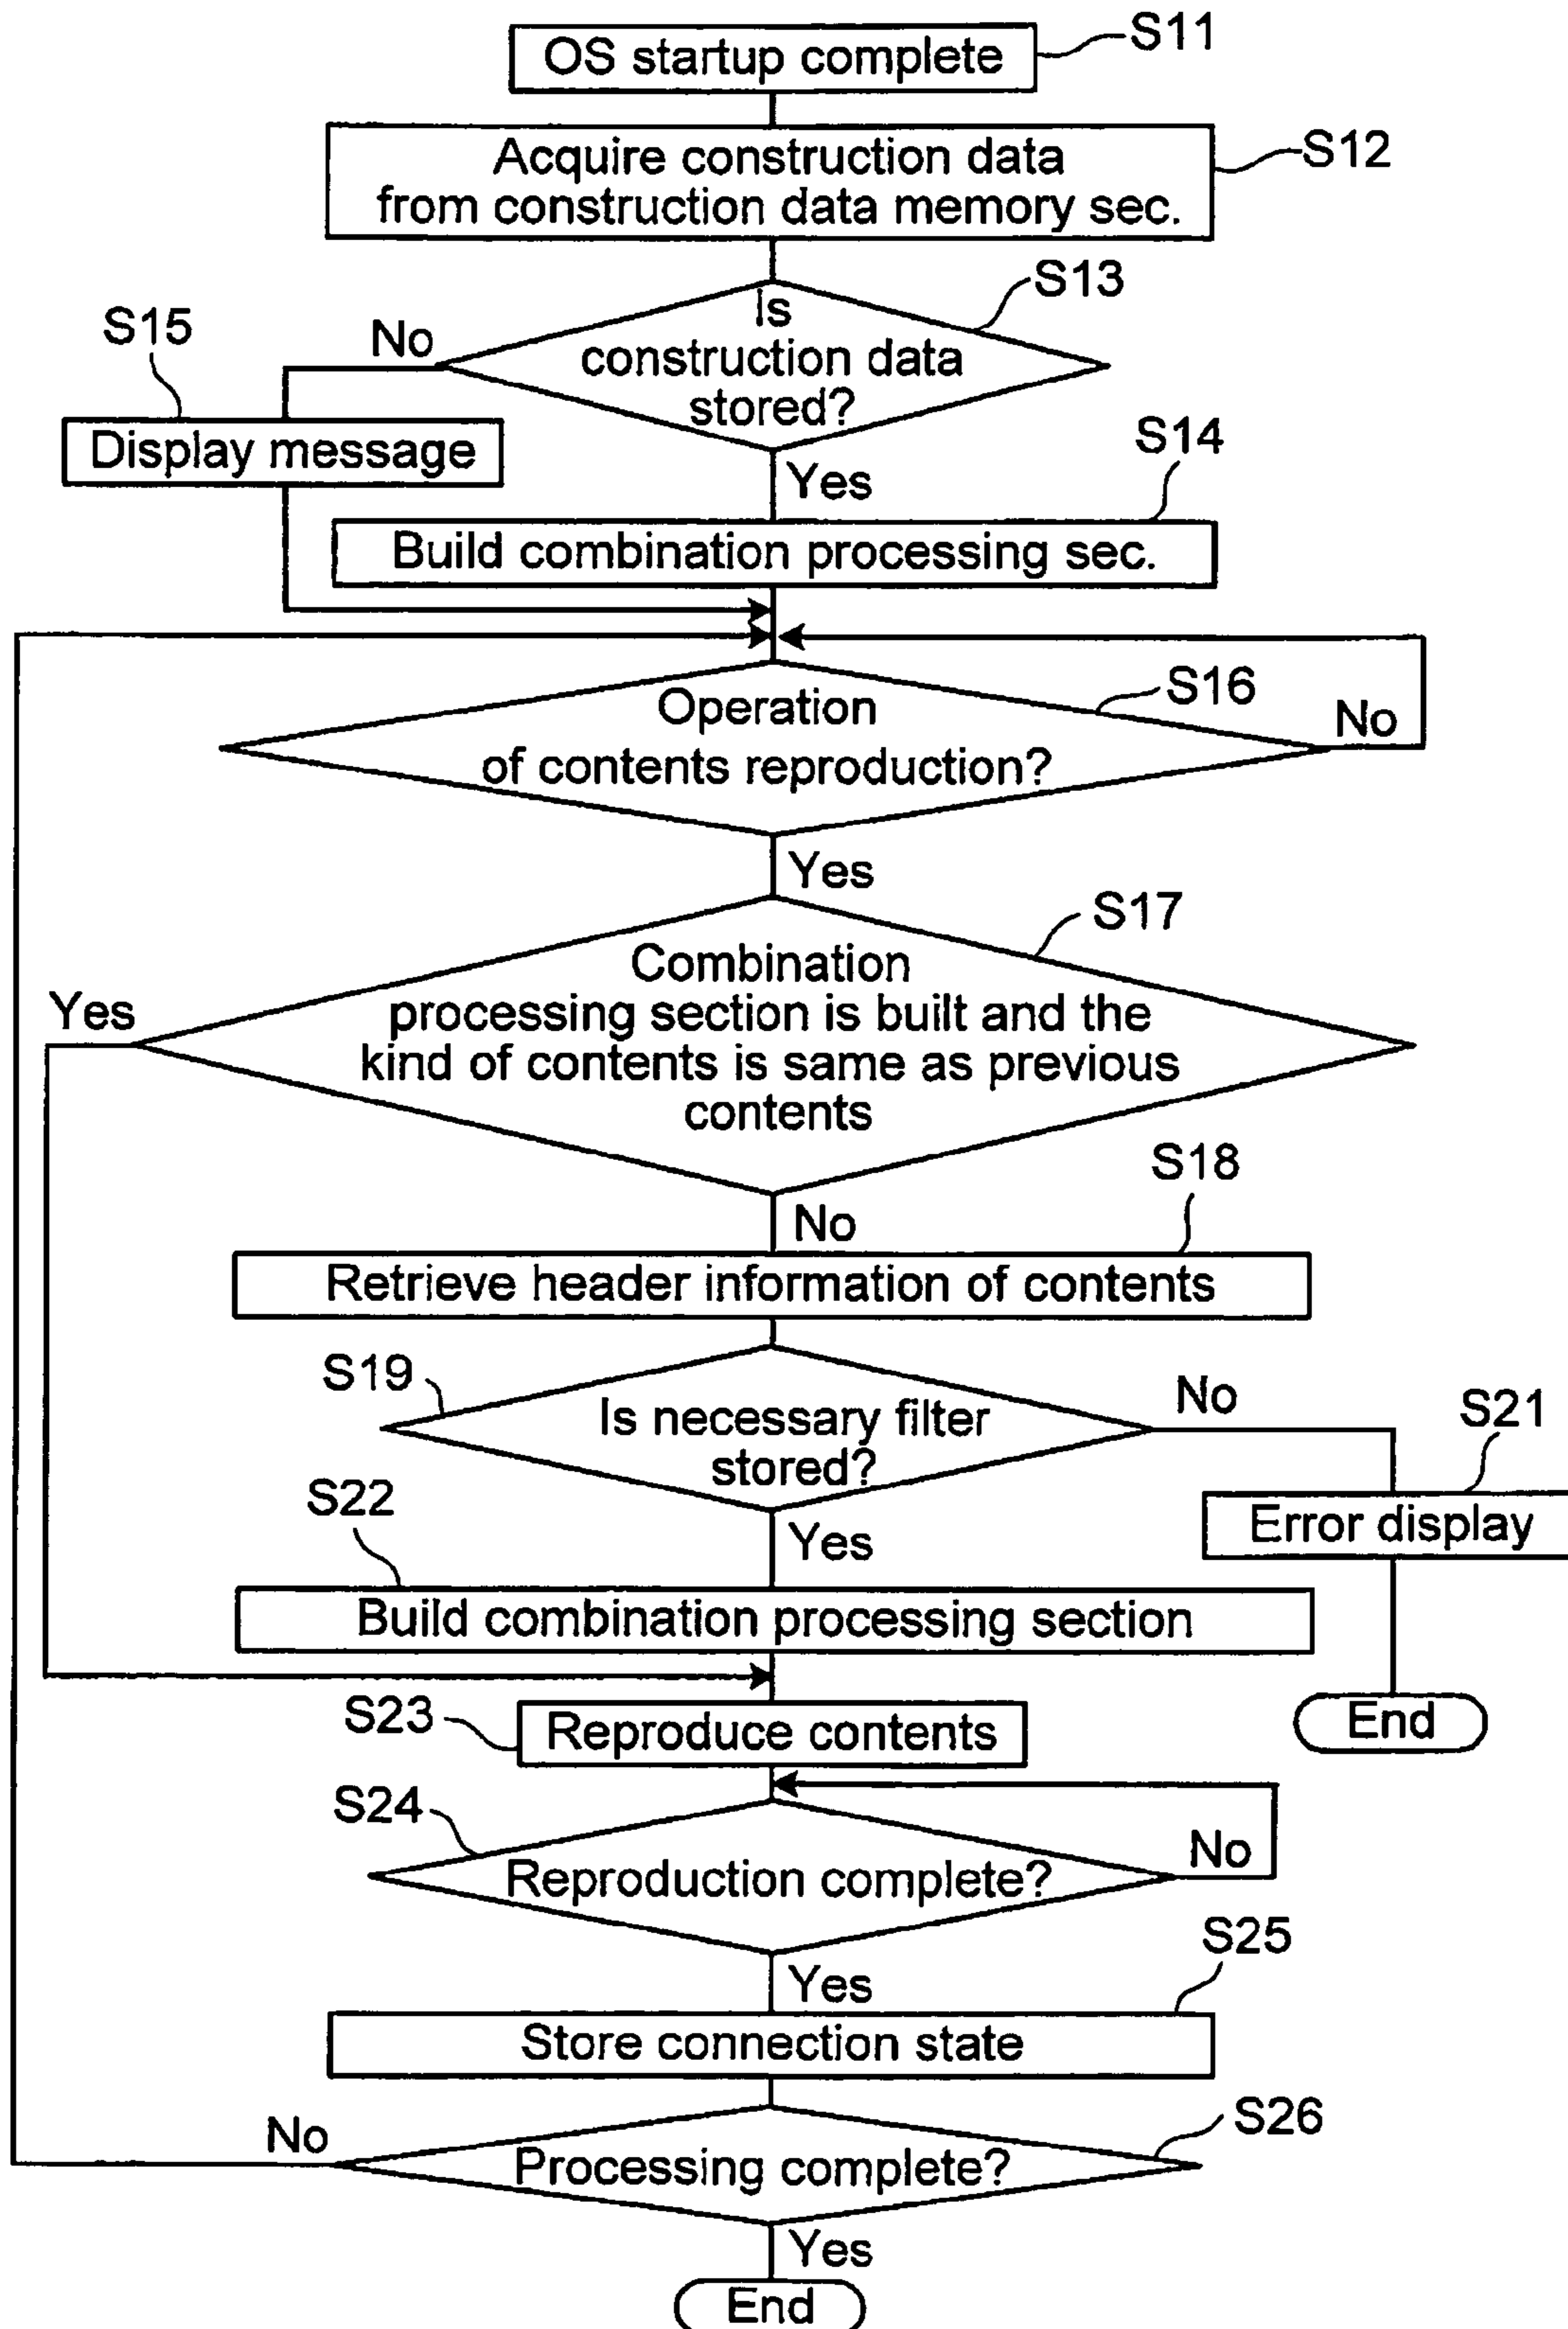 OS startup complete
S11
Acquire construction data
from construction data memory sec.
S12
Is
construction data
stored?
S13
No
S15
Display message
Yes
S14
Build combination processing sec.
Operation
of contents reproduction?
S16
No
Yes
S17
Combination
processing section is built and the
kind of contents is same as previous
contents
Yes
No
S18
Retrieve header information of contents
S19
Is necessary filter
stored?
No
S21
Error display
End
Yes
S22
Build combination processing section
S23
Reproduce contents
S24
Reproduction complete?
No
Yes
S25
Store connection state
S26
Processing complete?
No
Yes
End